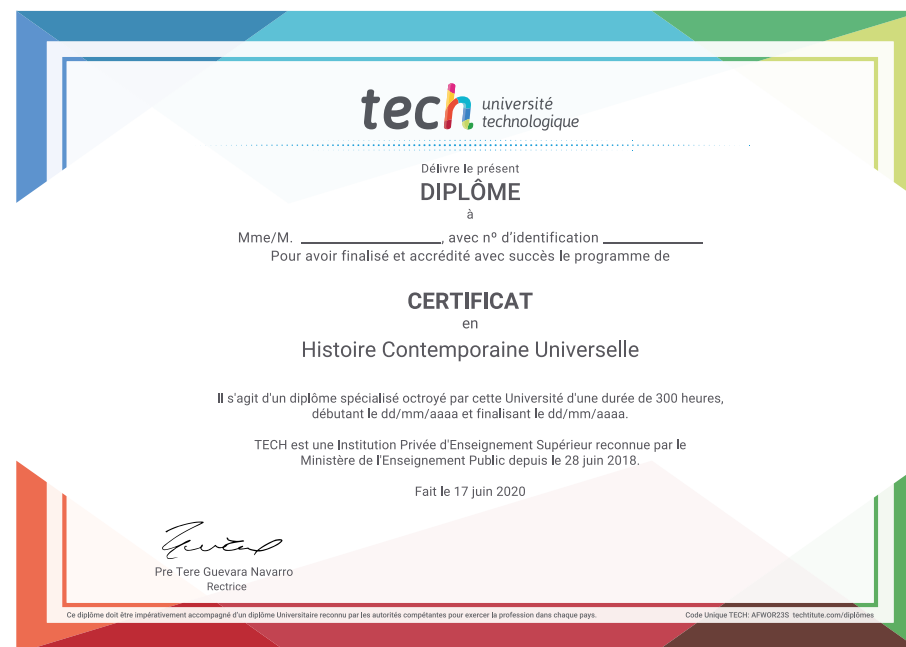 tech université
technologique
Délivre le présent
DIPLÔME
à
Mme/M. ____________________, avec nº d'identification ______________
Pour avoir finalisé et accrédité avec succès le programme de
CERTIFICAT
en
Histoire Contemporaine Universelle
Il s'agit d'un diplôme spécialisé octroyé par cette Université d'une durée de 300 heures,
débutant le dd/mm/aaaa et finalisant le dd/mm/aaaa.
TECH est une Institution Privée d'Enseignement Supérieur reconnue par le
Ministère de l'Enseignement Public depuis le 28 juin 2018.
Fait le 17 juin 2020
Pre Tere Guevara Navarro
Rectrice
Ce diplôme doit être impérativement accompagné d'un diplôme Universitaire reconnu par les autorités compétantes pour exercer la profession dans chaque pays.
Code Unique TECH: AFWOR23S techtitute.com/diplômes